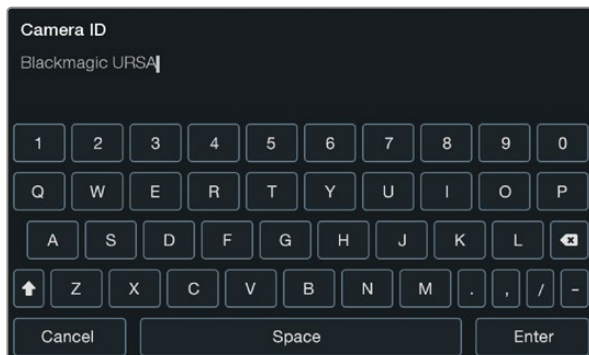 Camera ID
Blackmagic URSA
1 2 3 4 5 6 7 8 9 0
Q W E R T Y U I O P
A S D F G H J K L
Z X C V B N M . , / -
Cancel Space Enter